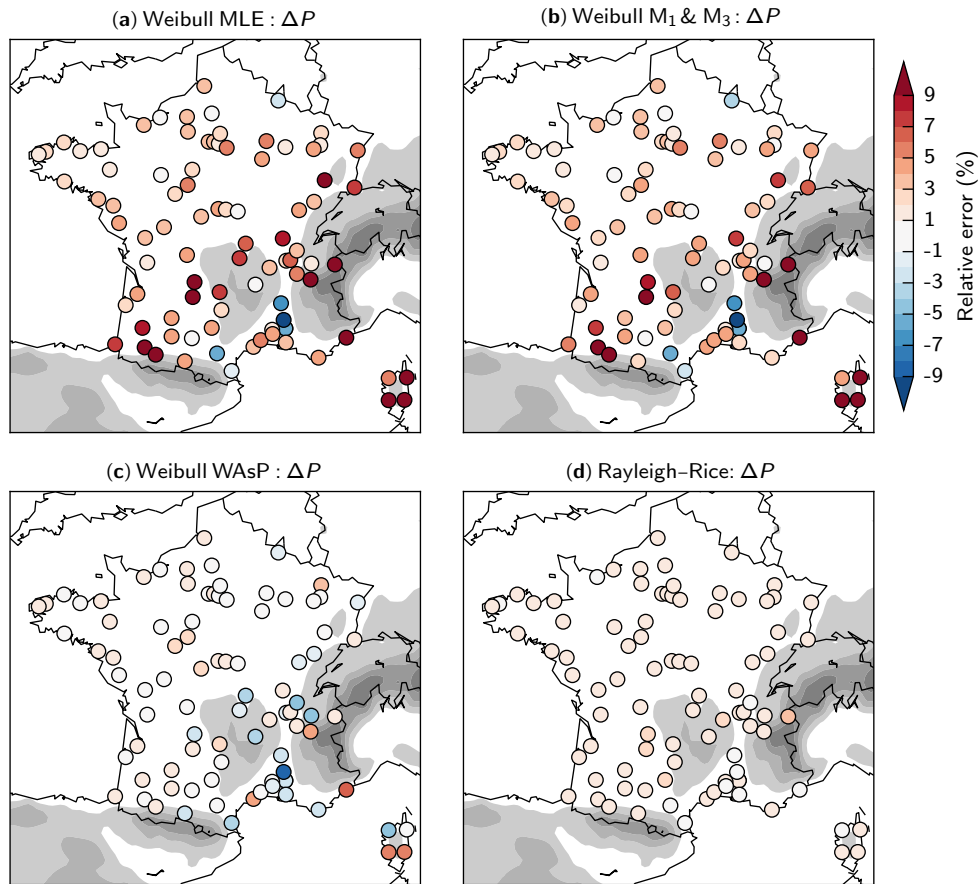 (a) Weibull MLE : ΔP
(b) Weibull M₁ & M₃ : ΔP
9
7
5
3
1
-1
-3
-5
-7
-9
Relative error (%)
(c) Weibull WAsP : ΔP
(d) Rayleigh–Rice: ΔP